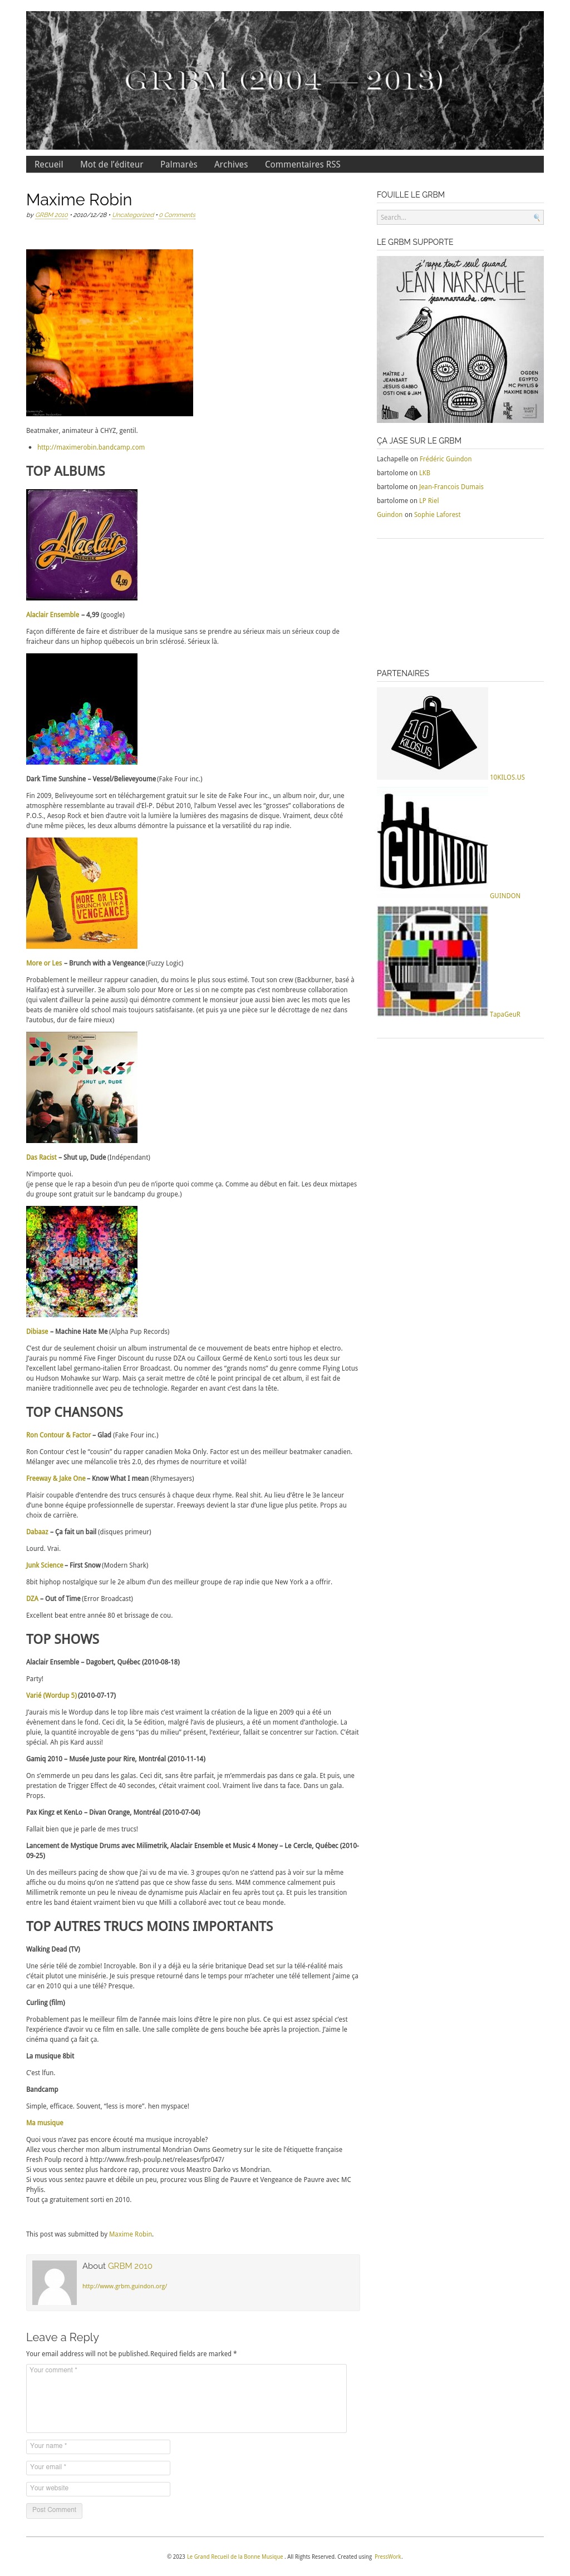 GRBM (2004 — 2013)
Recueil Mot de l'éditeur Palmarès Archives Commentaires RSS
Maxime Robin
by GRBM 2010 • 2010/12/28 • Uncategorized • 0 Comments
Beatmaker, animateur à CHYZ, gentil.
http://maximerobin.bandcamp.com
TOP ALBUMS
Alaclair
4,99
Alaclair Ensemble – 4,99 (google)
Façon différente de faire et distribuer de la musique sans se prendre au sérieux mais un sérieux coup de
fraicheur dans un hiphop québecois un brin sclérosé. Sérieux là.
Dark Time Sunshine – Vessel/Believeyoume (Fake Four inc.)
Fin 2009, Beliveyoume sort en téléchargement gratuit sur le site de Fake Four inc., un album noir, dur, une
atmosphère ressemblante au travail d'El-P. Début 2010, l'album Vessel avec les "grosses" collaborations de
P.O.S., Aesop Rock et bien d'autre voit la lumière la lumières des magasins de disque. Vraiment, deux côté
d'une même pièces, les deux albums démontre la puissance et la versatilité du rap indie.
MORE OR LES
BRUNCH WITH A
VENGEANCE
More or Les – Brunch with a Vengeance (Fuzzy Logic)
Probablement le meilleur rappeur canadien, du moins le plus sous estimé. Tout son crew (Backburner, basé à
Halifax) est à surveiller. 3e album solo pour More or Les si on ne compte pas c'est nombreuse collaboration
(qui valent d'ailleur la peine aussi) qui démontre comment le monsieur joue aussi bien avec les mots que les
beats de manière old school mais toujours satisfaisante. (et puis ya une pièce sur le décrottage de nez dans
l'autobus, dur de faire mieux)
Das Racist
SHUT UP, DUDE
Das Racist – Shut up, Dude (Indépendant)
N'importe quoi.
(je pense que le rap a besoin d'un peu de n'iporte quoi comme ça. Comme au début en fait. Les deux mixtapes
du groupe sont gratuit sur le bandcamp du groupe.)
DIBIASE
Dibiase – Machine Hate Me (Alpha Pup Records)
C'est dur de seulement choisir un album instrumental de ce mouvement de beats entre hiphop et electro.
J'aurais pu nommé Five Finger Discount du russe DZA ou Cailloux Germé de KenLo sorti tous les deux sur
l'excellent label germano-italien Error Broadcast. Ou nommer des "grands noms" du genre comme Flying Lotus
ou Hudson Mohawke sur Warp. Mais ça serait mettre de côté le point principal de cet album, il est fait de
manière traditionnelle avec peu de technologie. Regarder en avant c'est dans la tête.
TOP CHANSONS
Ron Contour & Factor – Glad (Fake Four inc.)
Ron Contour c'est le "cousin" du rapper canadien Moka Only. Factor est un des meilleur beatmaker canadien.
Mélanger avec une mélancolie très 2.0, des rhymes de nourriture et voilà!
Freeway & Jake One – Know What I mean (Rhymesayers)
Plaisir coupable d'entendre des trucs censurés à chaque deux rhyme. Real shit. Au lieu d'être le 3e lanceur
d'une bonne équipe professionnelle de superstar. Freeways devient la star d'une ligue plus petite. Props au
choix de carrière.
Dabaaz – Ça fait un bail (disques primeur)
Lourd. Vrai.
Junk Science – First Snow (Modern Shark)
8bit hiphop nostalgique sur le 2e album d'un des meilleur groupe de rap indie que New York a a offrir.
DZA – Out of Time (Error Broadcast)
Excellent beat entre année 80 et brissage de cou.
TOP SHOWS
Alaclair Ensemble – Dagobert, Québec (2010-08-18)
Party!
Varié (Wordup 5) (2010-07-17)
J'aurais mis le Wordup dans le top libre mais c'est vraiment la création de la ligue en 2009 qui a été un
évènement dans le fond. Ceci dit, la 5e édition, malgré l'avis de plusieurs, a été un moment d'anthologie. La
pluie, la quantité incroyable de gens "pas du milieu" présent, l'extérieur, fallait se concentrer sur l'action. C'était
spécial. Ah pis Kard aussi!
Gamiq 2010 – Musée Juste pour Rire, Montréal (2010-11-14)
On s'emmerde un peu dans les galas. Ceci dit, sans être parfait, je m'emmerdais pas dans ce gala. Et puis, une
prestation de Trigger Effect de 40 secondes, c'était vraiment cool. Vraiment live dans ta face. Dans un gala.
Props.
Pax Kingz et KenLo – Divan Orange, Montréal (2010-07-04)
Fallait bien que je parle de mes trucs!
Lancement de Mystique Drums avec Milimetrik, Alaclair Ensemble et Music 4 Money – Le Cercle, Québec (2010-
09-25)
Un des meilleurs pacing de show que j'ai vu de ma vie. 3 groupes qu'on ne s'attend pas à voir sur la même
affiche ou du moins qu'on ne s'attend pas que ce show fasse du sens. M4M commence calmement puis
Millimetrik remonte un peu le niveau de dynamisme puis Alaclair en feu après tout ça. Et puis les transition
entre les band étaient vraiment bien vu que Milli a collaboré avec tout ce beau monde.
TOP AUTRES TRUCS MOINS IMPORTANTS
Walking Dead (TV)
Une série télé de zombie! Incroyable. Bon il y a déjà eu la série britanique Dead set sur la télé-réalité mais
c'était plutot une minisérie. Je suis presque retourné dans le temps pour m'acheter une télé tellement j'aime ça
car en 2010 qui a une télé? Presque.
Curling (film)
Probablement pas le meilleur film de l'année mais loins d'être le pire non plus. Ce qui est assez spécial c'est
l'expérience d'avoir vu ce film en salle. Une salle complète de gens bouche bée après la projection. J'aime le
cinéma quand ça fait ça.
La musique 8bit
C'est lfun.
Bandcamp
Simple, efficace. Souvent, "less is more". hen myspace!
Ma musique
Quoi vous n'avez pas encore écouté ma musique incroyable?
Allez vous chercher mon album instrumental Mondrian Owns Geometry sur le site de l'étiquette française
Fresh Poulp record à http://www.fresh-poulp.net/releases/fpr047/
Si vous vous sentez plus hardcore rap, procurez vous Meastro Darko vs Mondrian.
Si vous vous sentez pauvre et débile un peu, procurez vous Bling de Pauvre et Vengeance de Pauvre avec MC
Phylis.
Tout ça gratuitement sorti en 2010.
This post was submitted by Maxime Robin.
About GRBM 2010
http://www.grbm.guindon.org/
Leave a Reply
Your email address will not be published. Required fields are marked *
Your comment *
Your name *
Your email *
Your website
Post Comment
FOUILLE LE GRBM
Search...
LE GRBM SUPPORTE
j'rappe tout seul quand
JEAN NARRACHE
jeannarrache.com
MAÎTRE J
JEANBART
JESUIS GABBO
OSTI ONE & JAM
OGDEN
EGYPTO
MC PHYLIS &
MAXIME ROBIN
ÇA JASE SUR LE GRBM
Lachapelle on Frédéric Guindon
bartolome on LKB
bartolome on Jean-Francois Dumais
bartolome on LP Riel
Guindon on Sophie Laforest
PARTENAIRES
10
KILOS.US
10KILOS.US
GUINDON
GUINDON
TapaGeuR
© 2023 Le Grand Recueil de la Bonne Musique . All Rights Reserved. Created using PressWork.